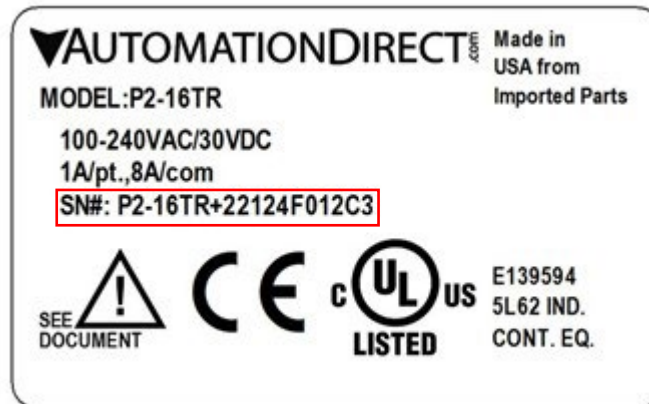 AUTOMATIONDIRECT.com
Made in
USA from
Imported Parts
MODEL:P2-16TR
100-240VAC/30VDC
1A/pt.,8A/com
SN#: P2-16TR+22124F012C3
SEE
DOCUMENT
!
CE
C UL US
LISTED
E139594
5L62 IND.
CONT. EQ.